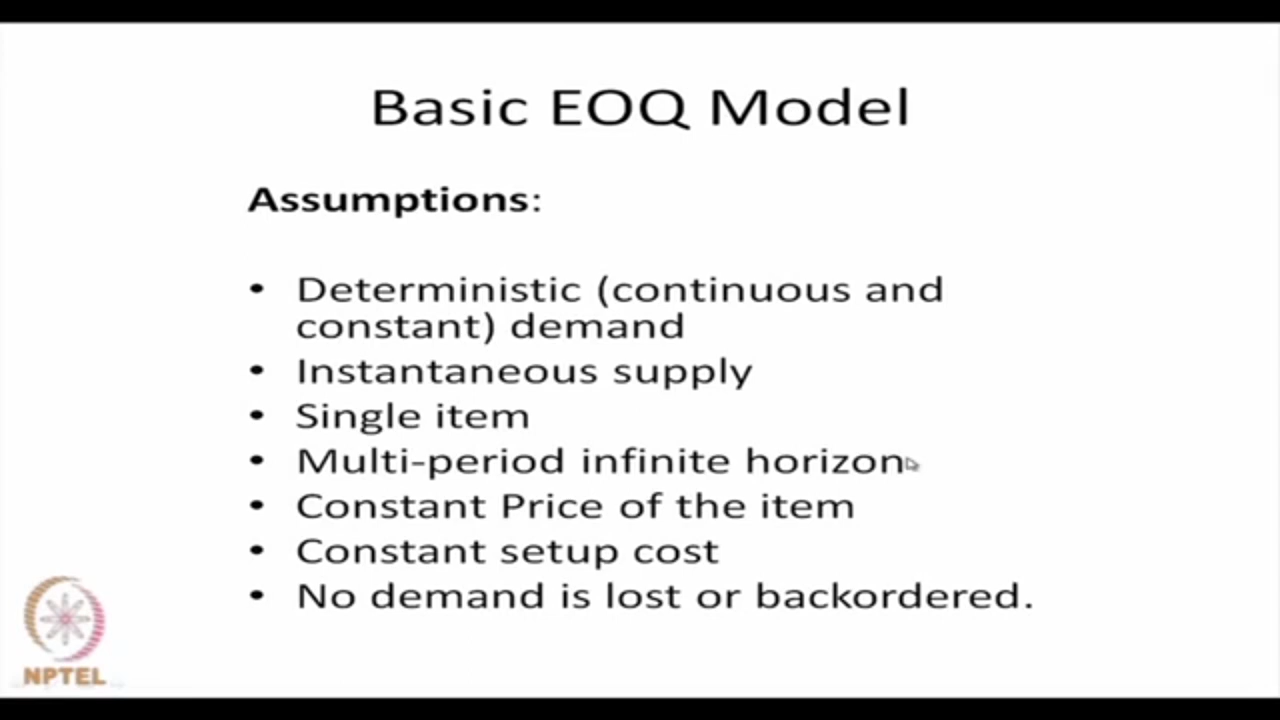 Basic EOQ Model
Assumptions:
• Deterministic (continuous and
constant) demand
• Instantaneous supply
• Single item
• Multi-period infinite horizon
• Constant Price of the item
• Constant setup cost
• No demand is lost or backordered.
NPTEL